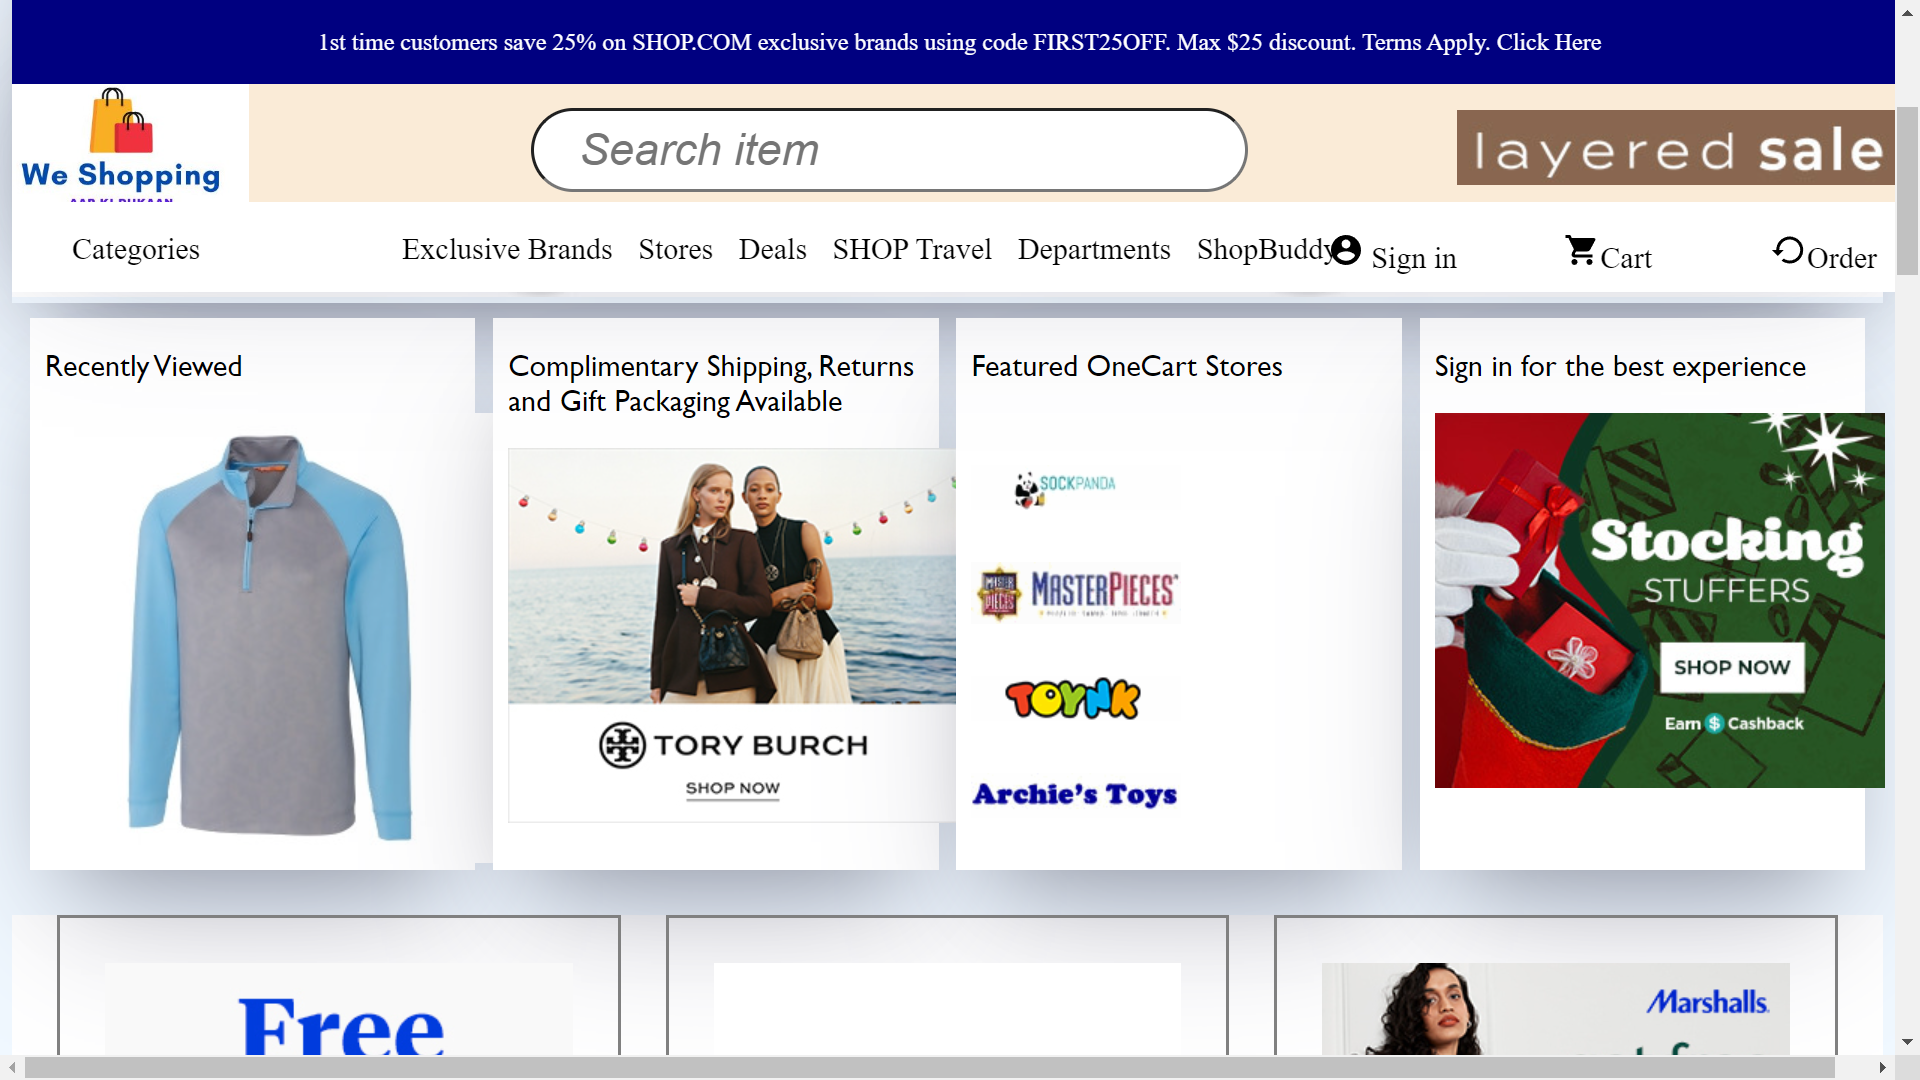 1st time customers save 25% on SHOP.COM exclusive brands using code FIRST25OFF. Max $25 discount. Terms Apply. Click Here
We Shopping
Search item
layered sale
Categories
Exclusive Brands
Stores
Deals
SHOP Travel
Departments
ShopBuddy
Sign in
Cart
Order
Recently Viewed
Complimentary Shipping, Returns
and Gift Packaging Available
TORY BURCH
SHOP NOW
Featured OneCart Stores
SOCKPANDA
MASTER
PIECES
MASTERPIECES
TOYNK
Archie's Toys
Sign in for the best experience
Stocking
STUFFERS
SHOP NOW
Earn $ Cashback
Free
Marshalls